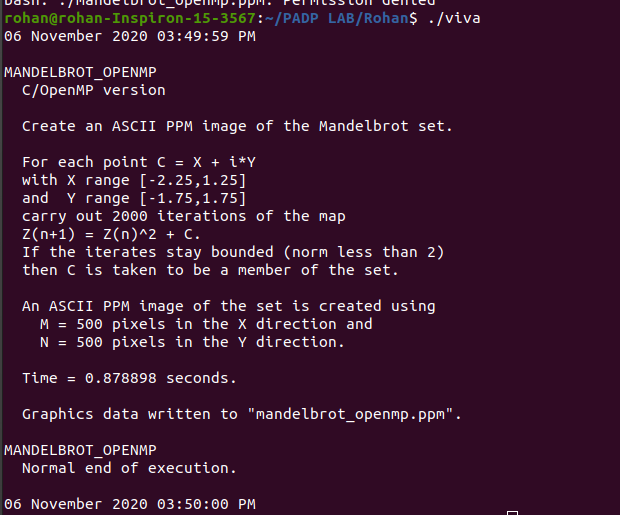 bash: ./mandelbrot_openmp.ppm: Permission denied
rohan@rohan-Inspiron-15-3567:~/PADP LAB/Rohan$ ./viva
06 November 2020 03:49:59 PM
MANDELBROT_OPENMP
C/OpenMP version
Create an ASCII PPM image of the Mandelbrot set.
For each point C = X + i*Y
with X range [-2.25,1.25]
and  Y range [-1.75,1.75]
carry out 2000 iterations of the map
Z(n+1) = Z(n)^2 + C.
If the iterates stay bounded (norm less than 2)
then C is taken to be a member of the set.
An ASCII PPM image of the set is created using
M = 500 pixels in the X direction and
N = 500 pixels in the Y direction.
Time = 0.878898 seconds.
Graphics data written to "mandelbrot_openmp.ppm".
MANDELBROT_OPENMP
Normal end of execution.
06 November 2020 03:50:00 PM